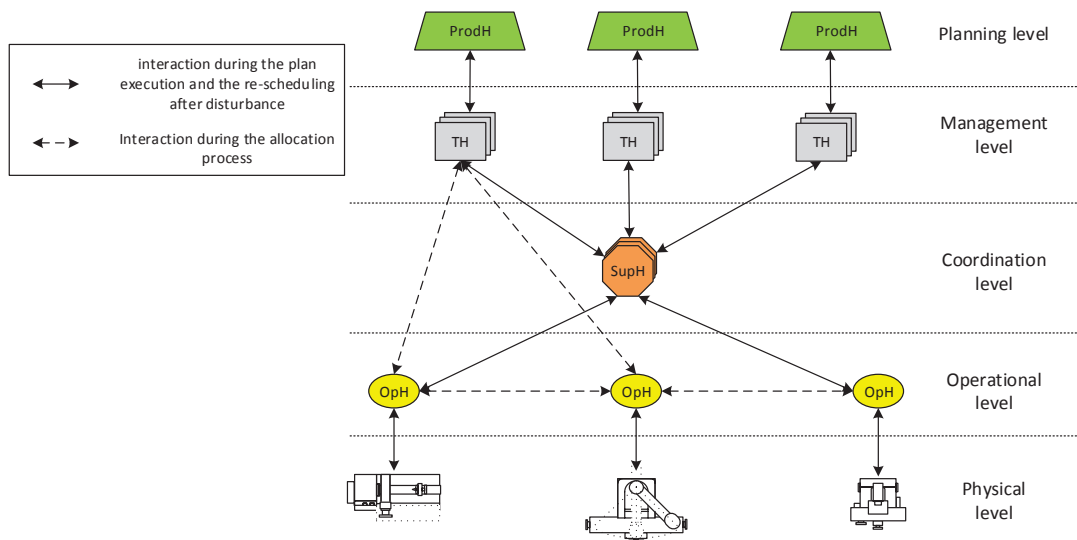 ProdH
ProdH
ProdH
Planning level
interaction during the plan
execution and the re-scheduling
after disturbance
Interaction during the allocation
process
TH
TH
TH
Management
level
SupH
Coordination
level
OpH
OpH
OpH
Operational
level
Physical
level